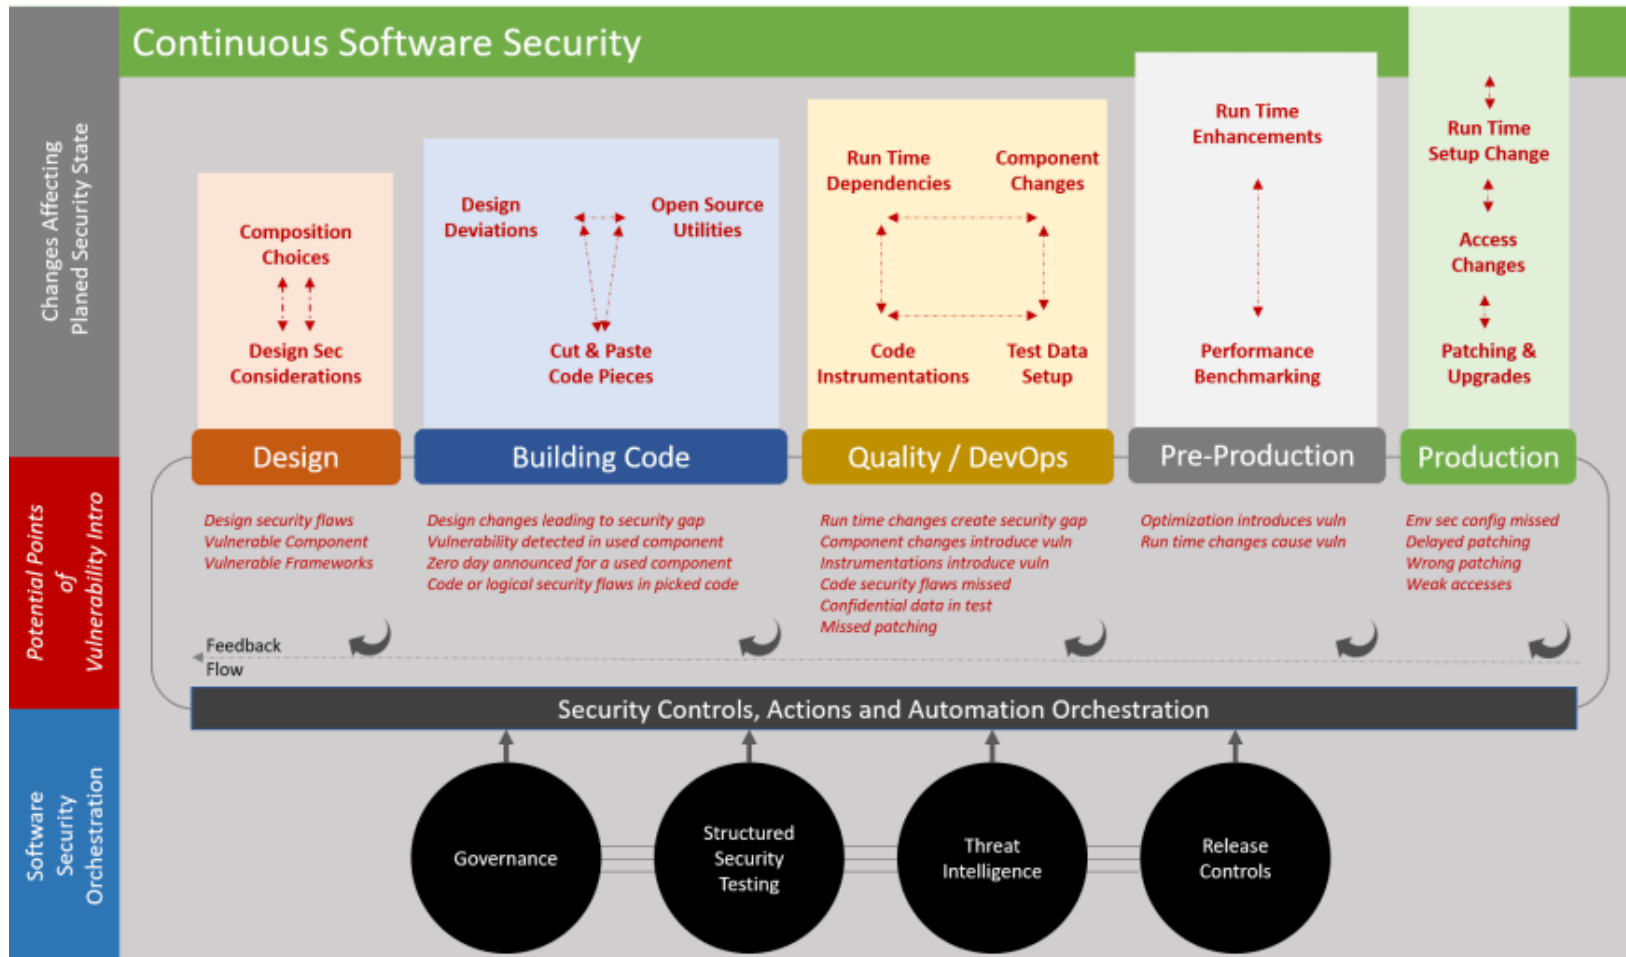 Continuous Software Security
Changes Affecting
Planed Security State
Composition
Choices
Design Sec
Considerations
Design
Deviations
Open Source
Utilities
Cut & Paste
Code Pieces
Run Time
Dependencies
Component
Changes
Code
Instrumentations
Test Data
Setup
Run Time
Enhancements
Performance
Benchmarking
Run Time
Setup Change
Access
Changes
Patching &
Upgrades
Design
Building Code
Quality / DevOps
Pre-Production
Production
Potential Points
of
Vulnerability Intro
Design security flaws
Vulnerable Component
Vulnerable Frameworks
Design changes leading to security gap
Vulnerability detected in used component
Zero day announced for a used component
Code or logical security flaws in picked code
Run time changes create security gap
Component changes introduce vuln
Instrumentations introduce vuln
Code security flaws missed
Confidential data in test
Missed patching
Optimization introduces vuln
Run time changes cause vuln
Env sec config missed
Delayed patching
Wrong patching
Weak accesses
Feedback
Flow
Security Controls, Actions and Automation Orchestration
Software
Security
Orchestration
Governance
Structured
Security
Testing
Threat
Intelligence
Release
Controls